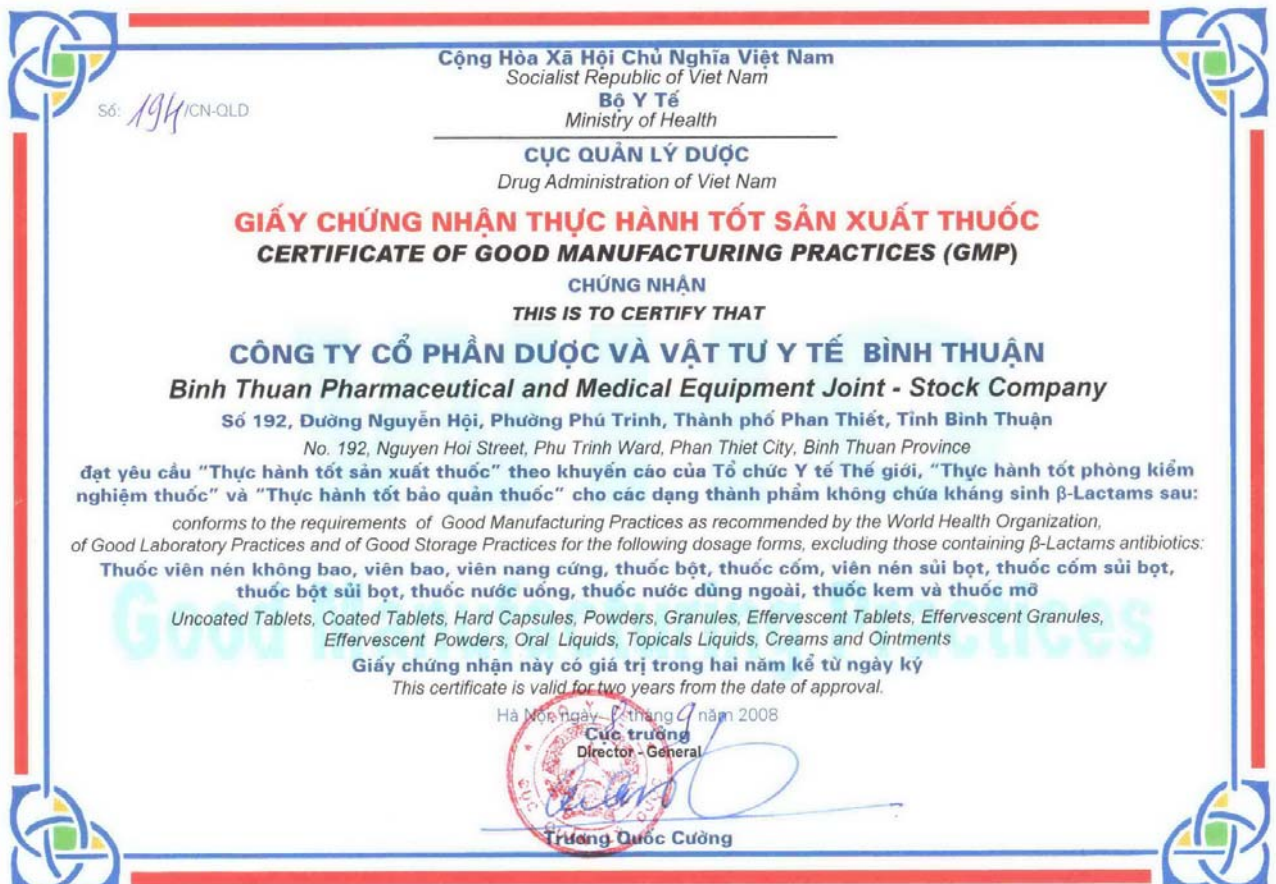 Cộng Hòa Xã Hội Chủ Nghĩa Việt Nam
Socialist Republic of Viet Nam
Số: 194/CN-QLD
Bộ Y Tế
Ministry of Health
CỤC QUẢN LÝ DƯỢC
Drug Administration of Viet Nam
GIẤY CHỨNG NHẬN THỰC HÀNH TỐT SẢN XUẤT THUỐC
CERTIFICATE OF GOOD MANUFACTURING PRACTICES (GMP)
CHỨNG NHẬN
THIS IS TO CERTIFY THAT
CÔNG TY CỔ PHẦN DƯỢC VÀ VẬT TƯ Y TẾ BÌNH THUẬN
Binh Thuan Pharmaceutical and Medical Equipment Joint - Stock Company
Số 192, Đường Nguyễn Hội, Phường Phú Trinh, Thành phố Phan Thiết, Tỉnh Bình Thuận
No. 192, Nguyen Hoi Street, Phu Trinh Ward, Phan Thiet City, Binh Thuan Province
đạt yêu cầu "Thực hành tốt sản xuất thuốc" theo khuyến cáo của Tổ chức Y tế Thế giới, "Thực hành tốt phòng kiểm
nghiệm thuốc" và "Thực hành tốt bảo quản thuốc" cho các dạng thành phẩm không chứa kháng sinh β-Lactams sau:
conforms to the requirements of Good Manufacturing Practices as recommended by the World Health Organization,
of Good Laboratory Practices and of Good Storage Practices for the following dosage forms, excluding those containing β-Lactams antibiotics:
Thuốc viên nén không bao, viên bao, viên nang cứng, thuốc bột, thuốc cốm, viên nén sủi bọt, thuốc cốm sủi bọt,
thuốc bột sủi bọt, thuốc nước uống, thuốc nước dùng ngoài, thuốc kem và thuốc mỡ
Good Manufacturing Practices
Uncoated Tablets, Coated Tablets, Hard Capsules, Powders, Granules, Effervescent Tablets, Effervescent Granules,
Effervescent Powders, Oral Liquids, Topicals Liquids, Creams and Ointments
Giấy chứng nhận này có giá trị trong hai năm kể từ ngày ký
This certificate is valid for two years from the date of approval.
Hà Nội, ngày 8 tháng 9 năm 2008
Cục trưởng
Director - General
BỘ Y TẾ
CỤC QUẢN LÝ DƯỢC
Trương Quốc Cường